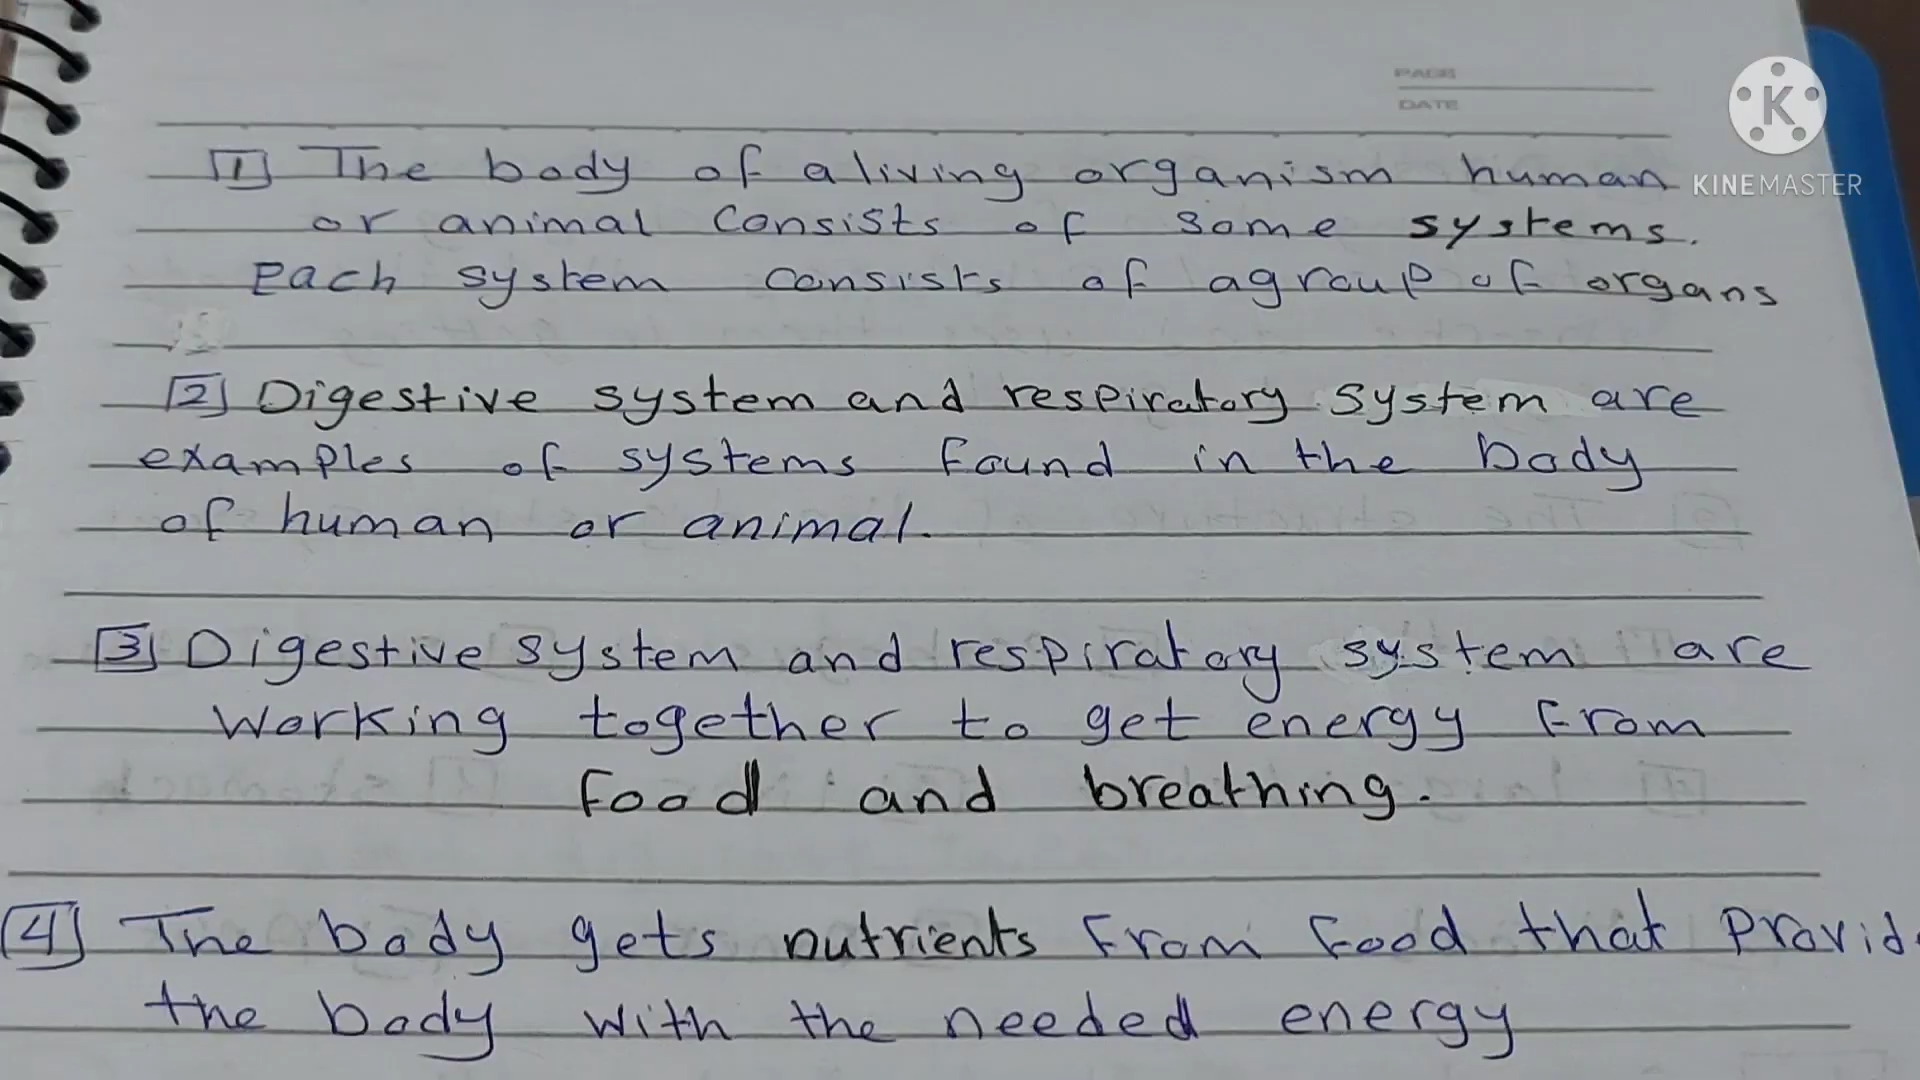 PAGE
DATE
K
KINEMASTER
1 The body of a living organism human
or animal consists of some systems.
Each system consists of agroup of organs
2 Digestive system and respiratory system are
examples of systems found in the body
of human or animal.
3 Digestive system and respiratory system are
working together to get energy from
food and breathing.
4 The body gets nutrients from food that provid
the body with the needed energy